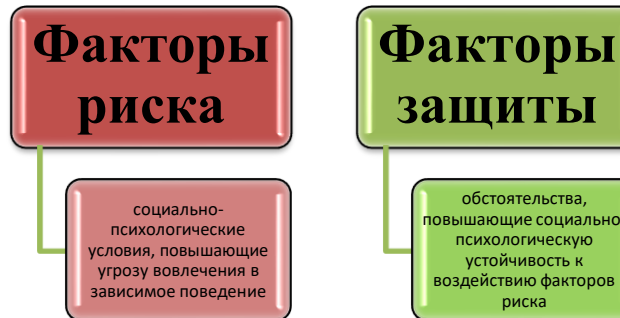 Факторы
риска
социально-
психологические
условия, повышающие
угрозу вовлечения в
зависимое поведение
Факторы
защиты
обстоятельства,
повышающие социально
психологическую
устойчивость к
воздействию факторов
риска